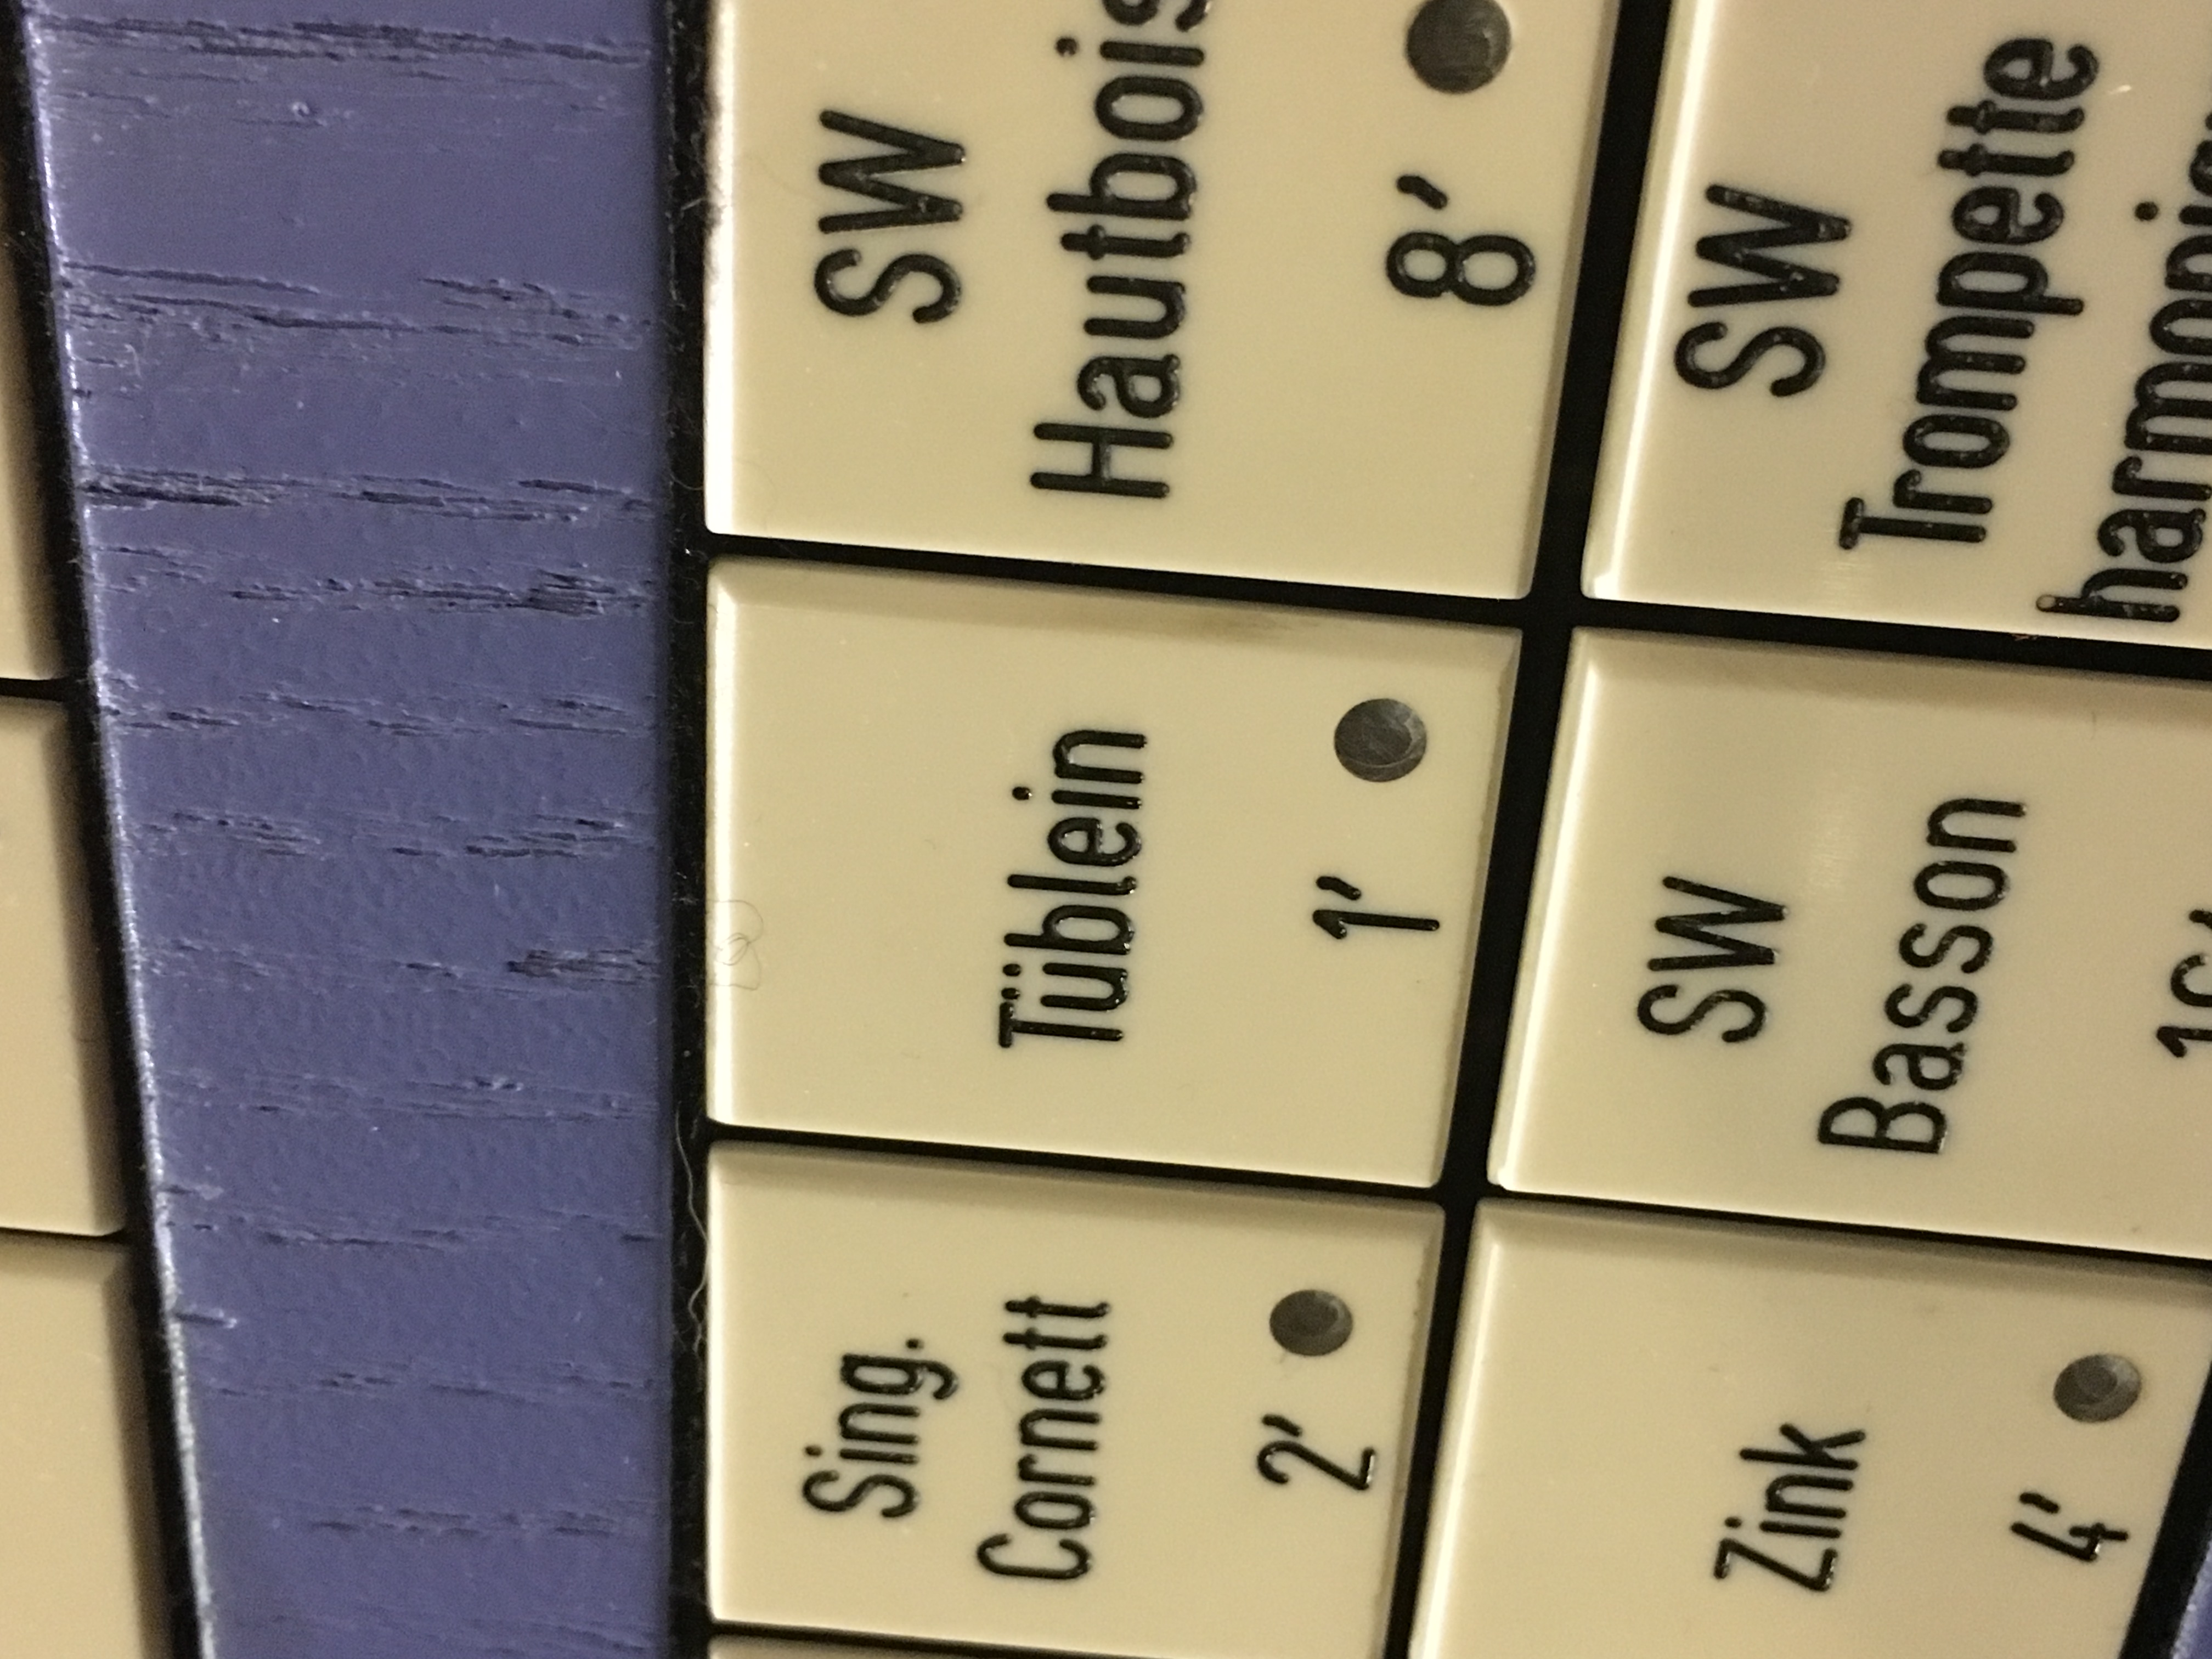 Sing.
Cornett
2'
Tüblein
1'
SW
Hautbois
8'
Zink
4'
SW
Basson
SW
Trompette